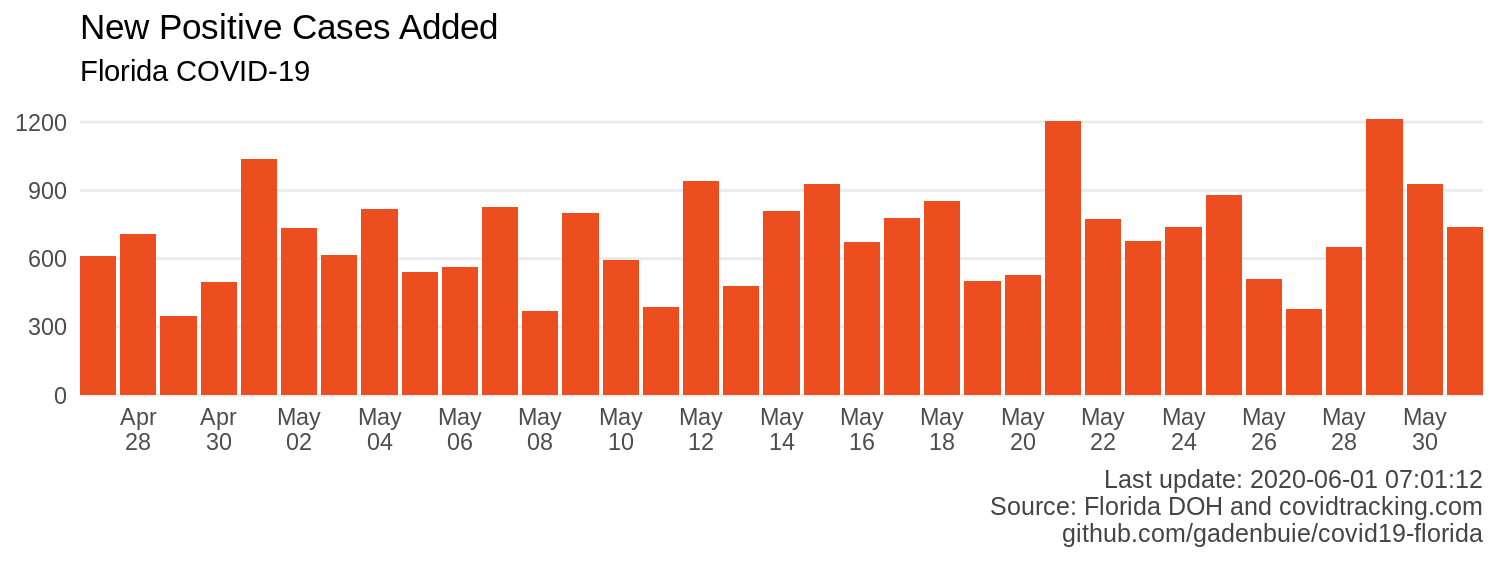 New Positive Cases Added
Florida COVID-19
1200
900
600
300
0
Apr Apr May May May May May May May May May May May May May May May
28 30 02 04 06 08 10 12 14 16 18 20 22 24 26 28 30
Last update: 2020-06-01 07:01:12
Source: Florida DOH and covidtracking.com
github.com/gadenbuie/covid19-florida